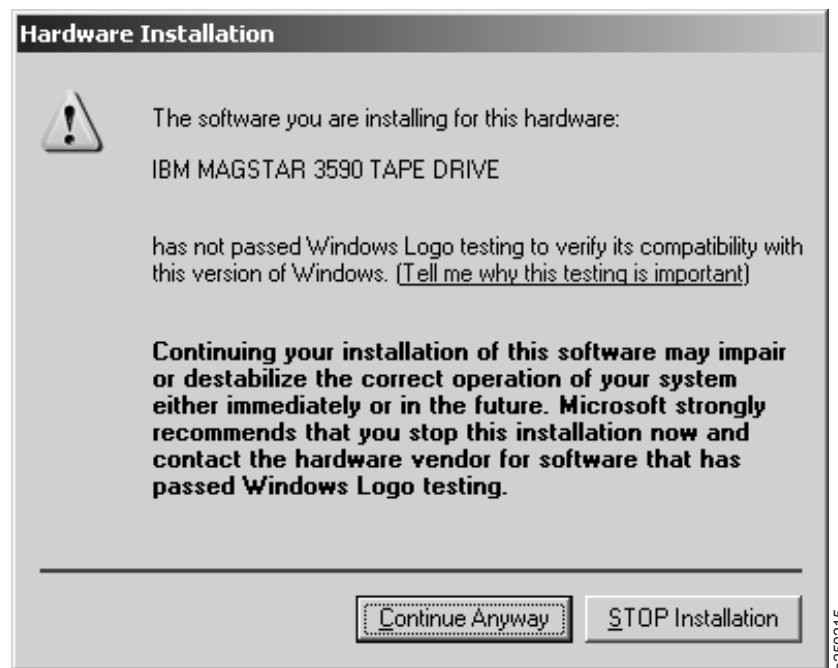 Hardware Installation
The software you are installing for this hardware:
IBM MAGSTAR 3590 TAPE DRIVE
has not passed Windows Logo testing to verify its compatibility with
this version of Windows. (Tell me why this testing is important)
Continuing your installation of this software may impair
or destabilize the correct operation of your system
either immediately or in the future. Microsoft strongly
recommends that you stop this installation now and
contact the hardware vendor for software that has
passed Windows Logo testing.
Continue Anyway
STOP Installation